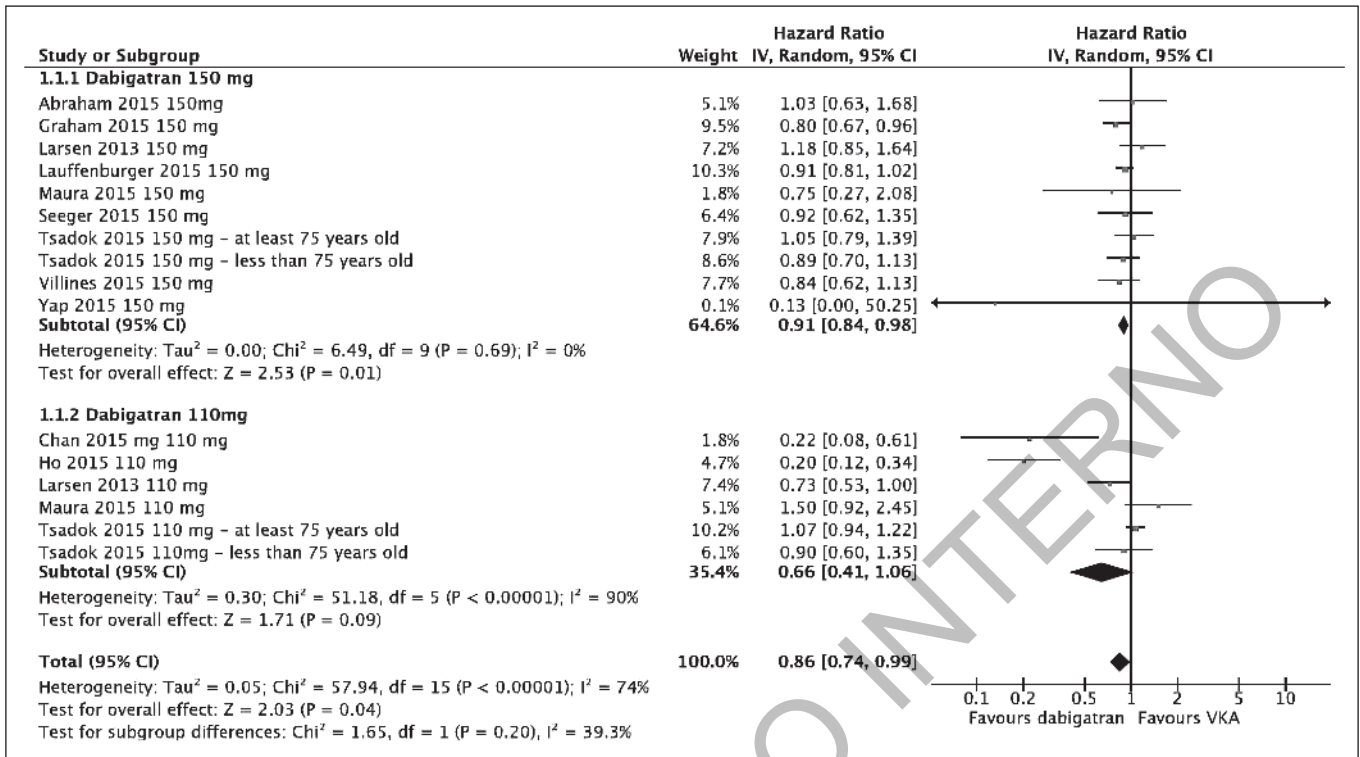 Hazard Ratio Hazard Ratio
Study or Subgroup Weight IV, Random, 95% CI IV, Random, 95% CI
1.1.1 Dabigatran 150 mg
Abraham 2015 150mg 5.1% 1.03 [0.63, 1.68]
Graham 2015 150 mg 9.5% 0.80 [0.67, 0.96]
Larsen 2013 150 mg 7.2% 1.18 [0.85, 1.64]
Lauffenburger 2015 150 mg 10.3% 0.91 [0.81, 1.02]
Maura 2015 150 mg 1.8% 0.75 [0.27, 2.08]
Seeger 2015 150 mg 6.4% 0.92 [0.62, 1.35]
Tsadok 2015 150 mg – at least 75 years old 7.9% 1.05 [0.79, 1.39]
Tsadok 2015 150 mg – less than 75 years old 8.6% 0.89 [0.70, 1.13]
Villines 2015 150 mg 7.7% 0.84 [0.62, 1.13]
Yap 2015 150 mg 0.1% 0.13 [0.00, 50.25]
Subtotal (95% CI) 64.6% 0.91 [0.84, 0.98]
Heterogeneity: Tau² = 0.00; Chi² = 6.49, df = 9 (P = 0.69); I² = 0%
Test for overall effect: Z = 2.53 (P = 0.01)
1.1.2 Dabigatran 110mg
Chan 2015 mg 110 mg 1.8% 0.22 [0.08, 0.61]
Ho 2015 110 mg 4.7% 0.20 [0.12, 0.34]
Larsen 2013 110 mg 7.4% 0.73 [0.53, 1.00]
Maura 2015 110 mg 5.1% 1.50 [0.92, 2.45]
Tsadok 2015 110 mg – at least 75 years old 10.2% 1.07 [0.94, 1.22]
Tsadok 2015 110mg – less than 75 years old 6.1% 0.90 [0.60, 1.35]
Subtotal (95% CI) 35.4% 0.66 [0.41, 1.06]
Heterogeneity: Tau² = 0.30; Chi² = 51.18, df = 5 (P < 0.00001); I² = 90%
Test for overall effect: Z = 1.71 (P = 0.09)
Total (95% CI) 100.0% 0.86 [0.74, 0.99]
Heterogeneity: Tau² = 0.05; Chi² = 57.94, df = 15 (P < 0.00001); I² = 74%
Test for overall effect: Z = 2.03 (P = 0.04)
Test for subgroup differences: Chi² = 1.65, df = 1 (P = 0.20), I² = 39.3%
0.1 0.2 0.5 1 2 5 10
Favours dabigatran Favours VKA
O INTERNO